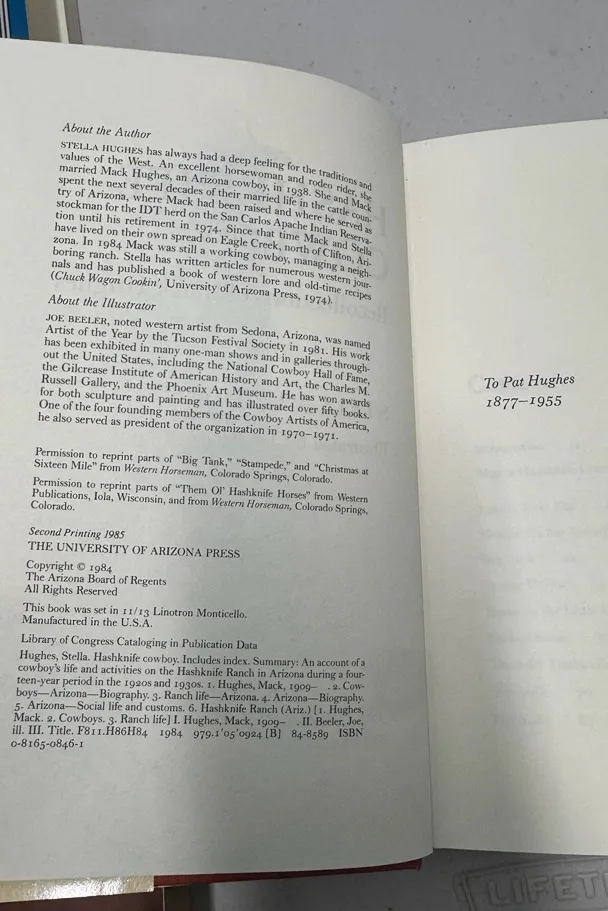 About the Author
STELLA HUGHES has always had a deep feeling for the traditions and
values of the West. An excellent horsewoman and rodeo rider, she
married Mack Hughes, an Arizona cowboy, in 1938. She and Mack
spent the next several decades of their married life in the cattle coun-
try of Arizona, where Mack had been raised and where he served as
stockman for the IDT herd on the San Carlos Apache Indian Reserva-
tion until his retirement in 1974. Since that time Mack and Stella
have lived on their own spread on Eagle Creek, north of Clifton, Ari-
zona. In 1984 Mack was still a working cowboy, managing a neigh-
boring ranch. Stella has written articles for numerous western jour-
nals and has published a book of western lore and old-time recipes
(Chuck Wagon Cookin', University of Arizona Press, 1974).
About the Illustrator
JOE BEELER, noted western artist from Sedona, Arizona, was named
Artist of the Year by the Tucson Festival Society in 1981. His work
has been exhibited in many one-man shows and in galleries through-
out the United States, including the National Cowboy Hall of Fame,
the Gilcrease Institute of American History and Art, the Charles M.
Russell Gallery, and the Phoenix Art Museum. He has won awards
for both sculpture and painting and has illustrated over fifty books.
One of the four founding members of the Cowboy Artists of America,
he also served as president of the organization in 1970–1971.
Permission to reprint parts of "Big Tank," "Stampede," and "Christmas at
Sixteen Mile" from Western Horseman, Colorado Springs, Colorado.
Permission to reprint parts of "Them Ol' Hashknife Horses" from Western
Publications, Iola, Wisconsin, and from Western Horseman, Colorado Springs,
Colorado.
Second Printing 1985
THE UNIVERSITY OF ARIZONA PRESS
Copyright © 1984
The Arizona Board of Regents
All Rights Reserved
This book was set in 11/13 Linotron Monticello.
Manufactured in the U.S.A.
Library of Congress Cataloging in Publication Data
Hughes, Stella. Hashknife cowboy. Includes index. Summary: An account of a
cowboy's life and activities on the Hashknife Ranch in Arizona during a four-
teen-year period in the 1920s and 1930s. 1. Hughes, Mack, 1909– . 2. Cow-
boys—Arizona—Biography. 3. Ranch life—Arizona. 4. Arizona—Biography.
5. Arizona—Social life and customs. 6. Hashknife Ranch (Ariz.) [1. Hughes,
Mack. 2. Cowboys. 3. Ranch life] I. Hughes, Mack, 1909– . II. Beeler, Joe,
ill. III. Title. F811.H86H84 1984 979.1'05'0924 [B] 84-8589 ISBN
0-8165-0846-1
To Pat Hughes
1877–1955
LIFET